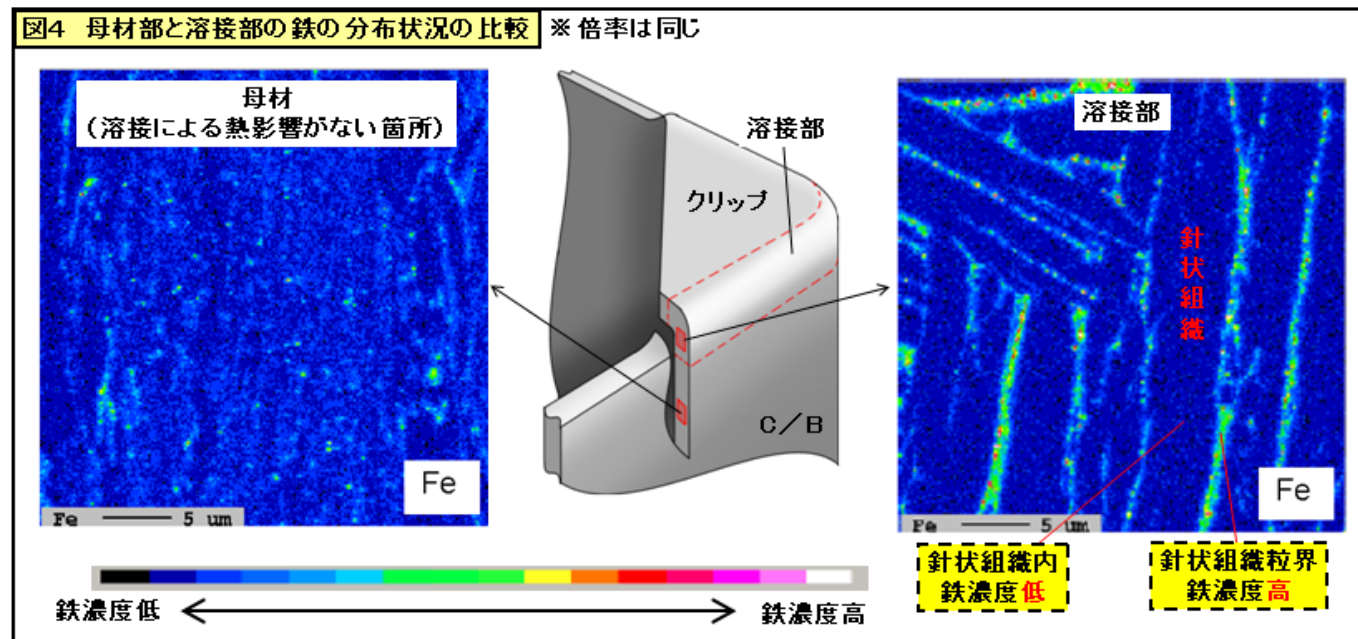 図4 母材部と溶接部の鉄の分布状況の比較 ※倍率は同じ
母材
(溶接による熱影響がない箇所)
Fe
Fe 5 um
溶接部
クリップ
C/B
溶接部
針状組織
Fe
Fe 5 um
針状組織内
鉄濃度低
針状組織粒界
鉄濃度高
鉄濃度低
鉄濃度高